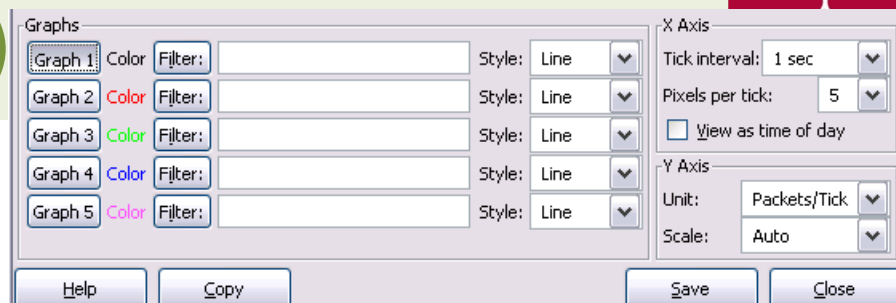 Graphs
Graph 1 Color Filter: Style: Line
Graph 2 Color Filter: Style: Line
Graph 3 Color Filter: Style: Line
Graph 4 Color Filter: Style: Line
Graph 5 Color Filter: Style: Line
X Axis
Tick interval: 1 sec
Pixels per tick: 5
View as time of day
Y Axis
Unit: Packets/Tick
Scale: Auto
Help Copy Save Close